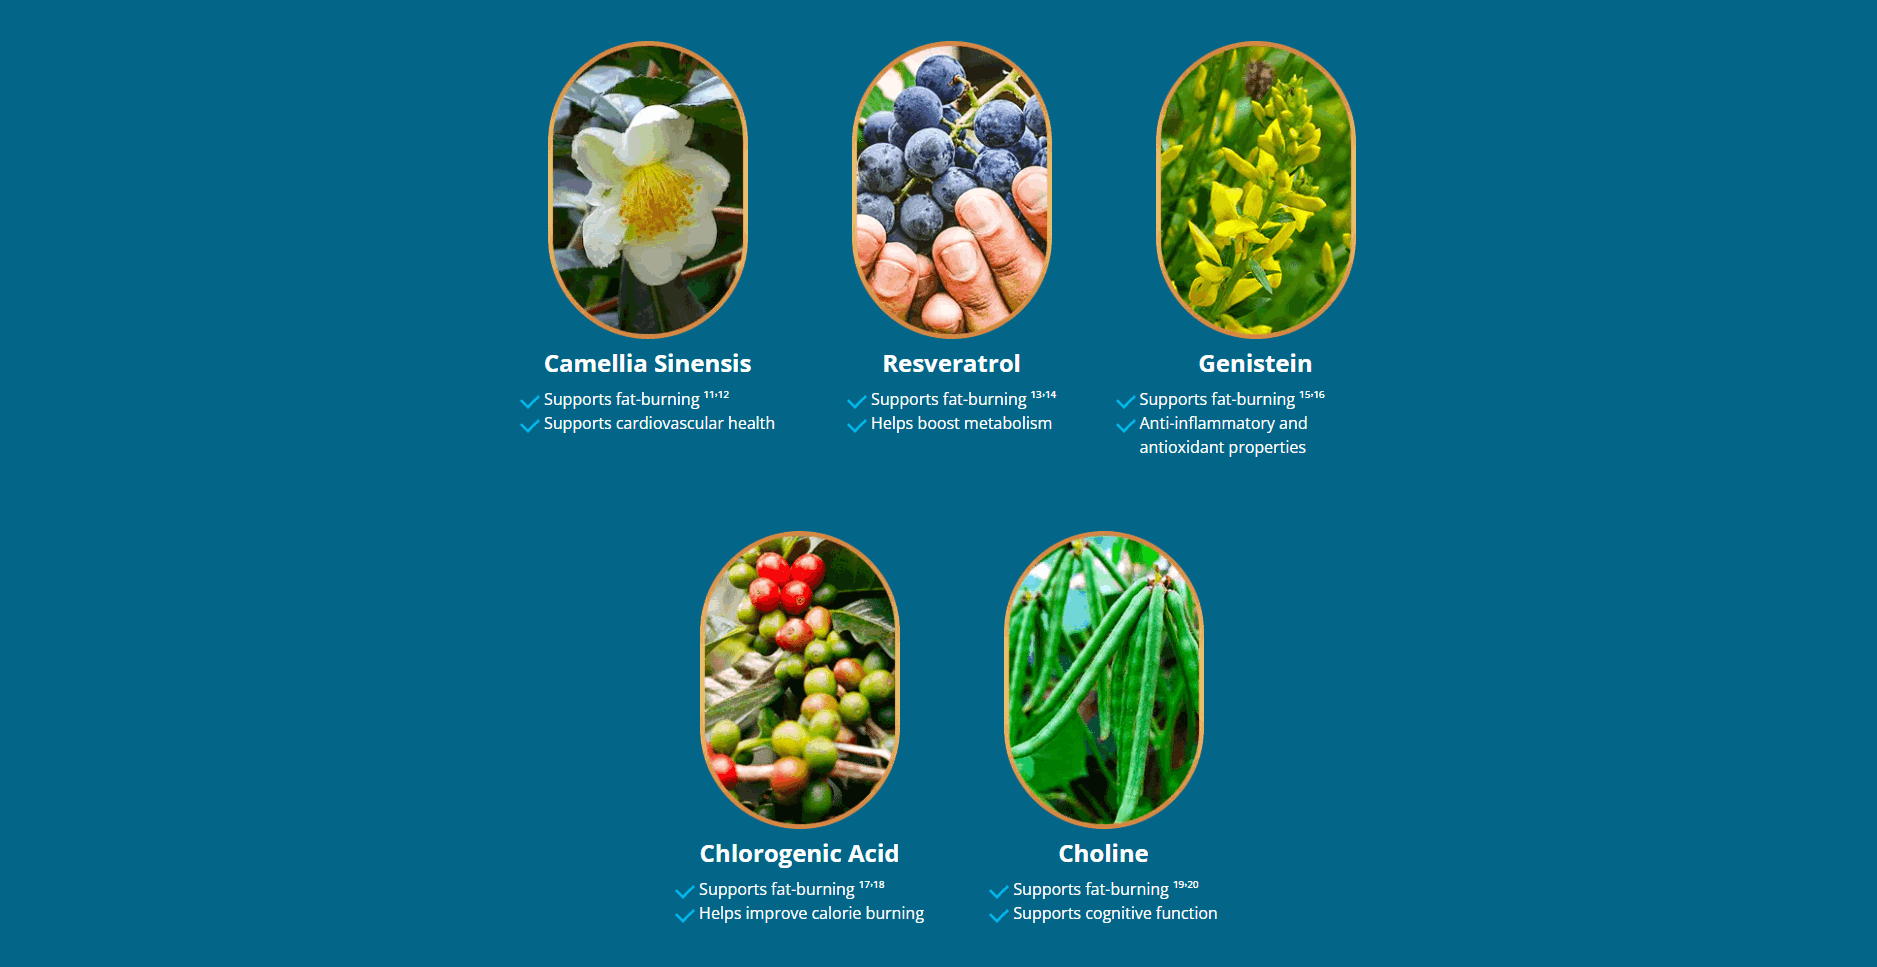 Camellia Sinensis
Supports fat-burning ¹¹,¹²
Supports cardiovascular health
Resveratrol
Supports fat-burning ¹³,¹⁴
Helps boost metabolism
Genistein
Supports fat-burning ¹⁵,¹⁶
Anti-inflammatory and
antioxidant properties
Chlorogenic Acid
Supports fat-burning ¹⁷,¹⁸
Helps improve calorie burning
Choline
Supports fat-burning ¹⁹,²⁰
Supports cognitive function